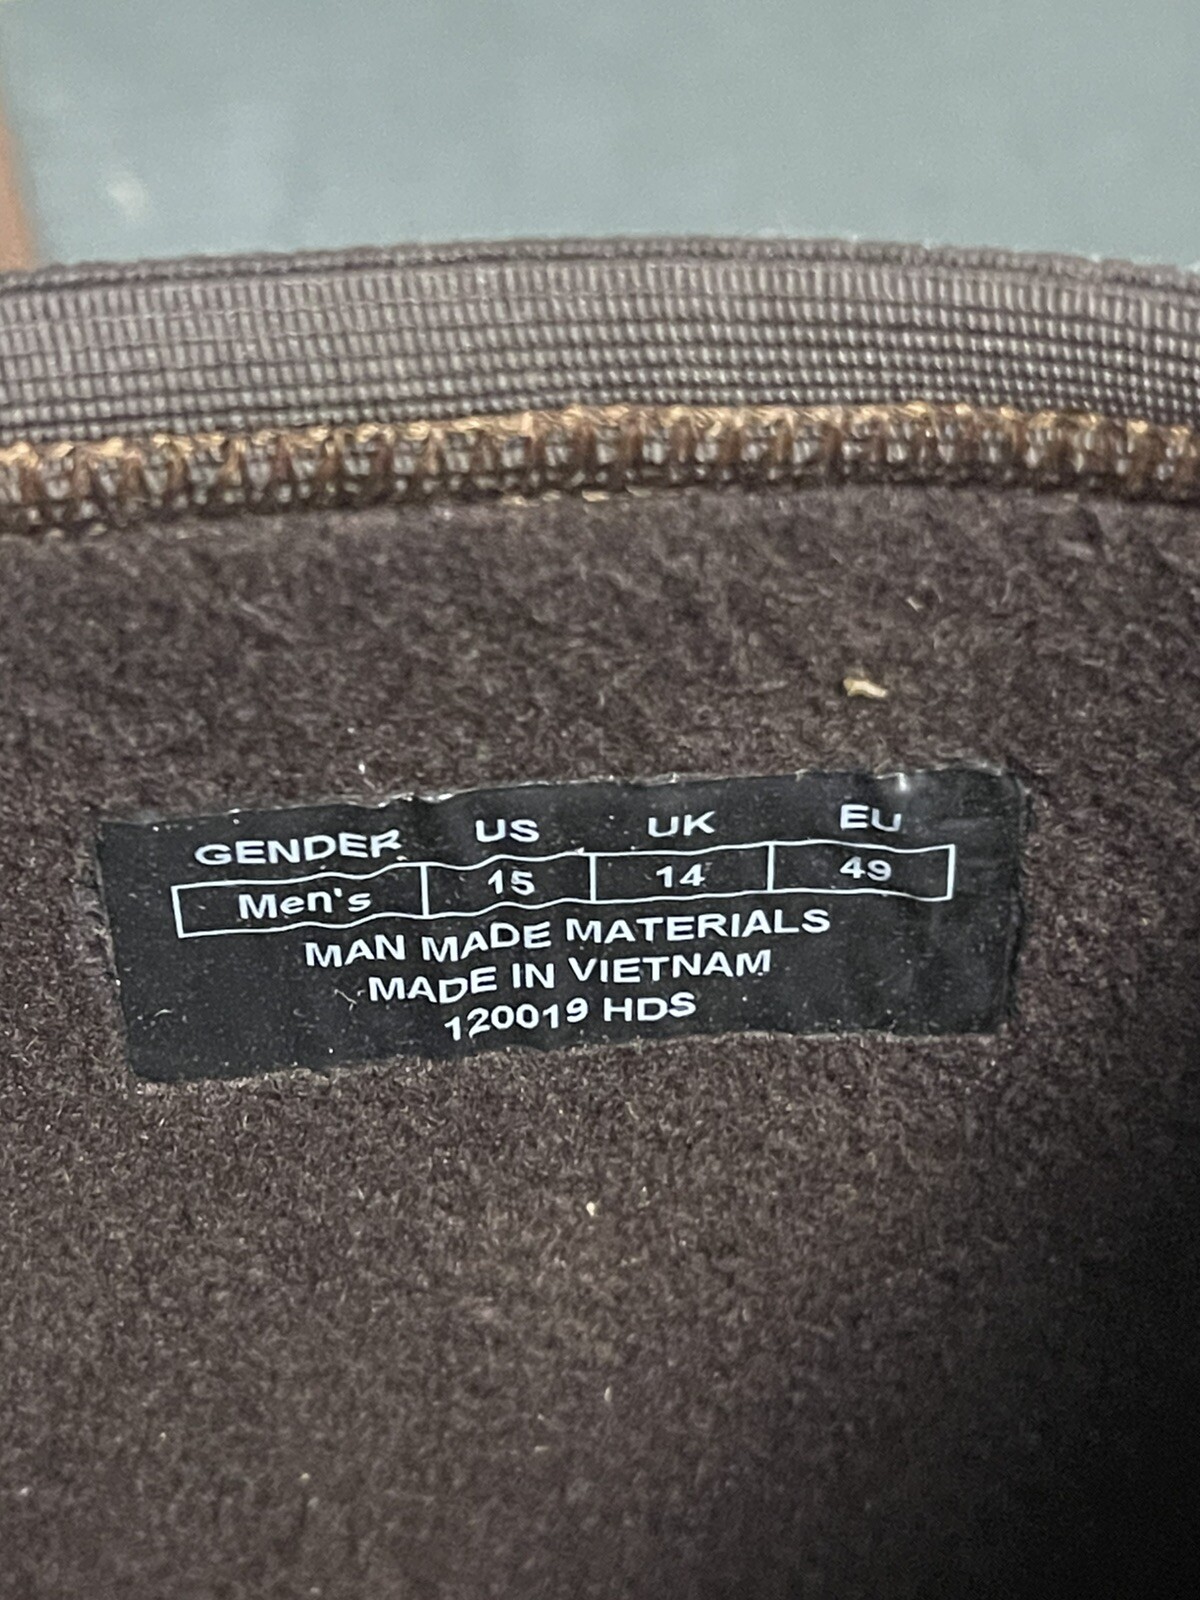 GENDER US UK EU
Men's 15 14 49
MAN MADE MATERIALS
MADE IN VIETNAM
120019 HDS